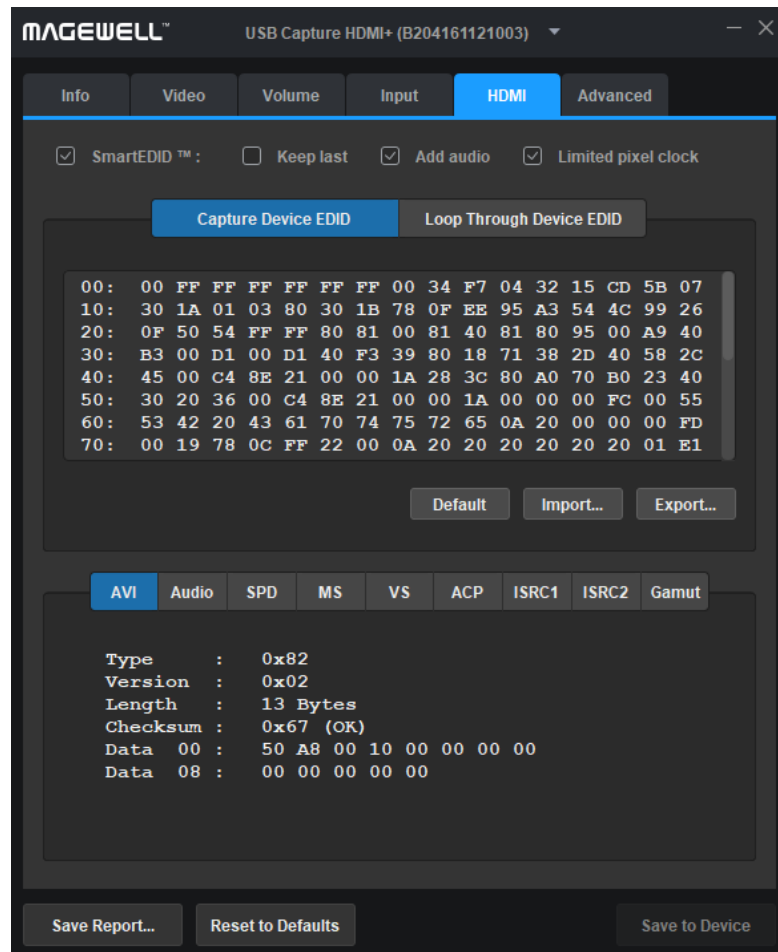 MAGEWELL™ USB Capture HDMI+ (B204161121003)
Info Video Volume Input HDMI Advanced
SmartEDID ™ : Keep last Add audio Limited pixel clock
Capture Device EDID Loop Through Device EDID
00: 00 FF FF FF FF FF FF 00 34 F7 04 32 15 CD 5B 07
10: 30 1A 01 03 80 30 1B 78 0F EE 95 A3 54 4C 99 26
20: 0F 50 54 FF FF 80 81 00 81 40 81 80 95 00 A9 40
30: B3 00 D1 00 D1 40 F3 39 80 18 71 38 2D 40 58 2C
40: 45 00 C4 8E 21 00 00 1A 28 3C 80 A0 70 B0 23 40
50: 30 20 36 00 C4 8E 21 00 00 1A 00 00 00 FC 00 55
60: 53 42 20 43 61 70 74 75 72 65 0A 20 00 00 00 FD
70: 00 19 78 0C FF 22 00 0A 20 20 20 20 20 20 01 E1
Default Import... Export...
AVI Audio SPD MS VS ACP ISRC1 ISRC2 Gamut
Type : 0x82
Version : 0x02
Length : 13 Bytes
Checksum : 0x67 (OK)
Data 00 : 50 A8 00 10 00 00 00 00
Data 08 : 00 00 00 00 00
Save Report... Reset to Defaults Save to Device